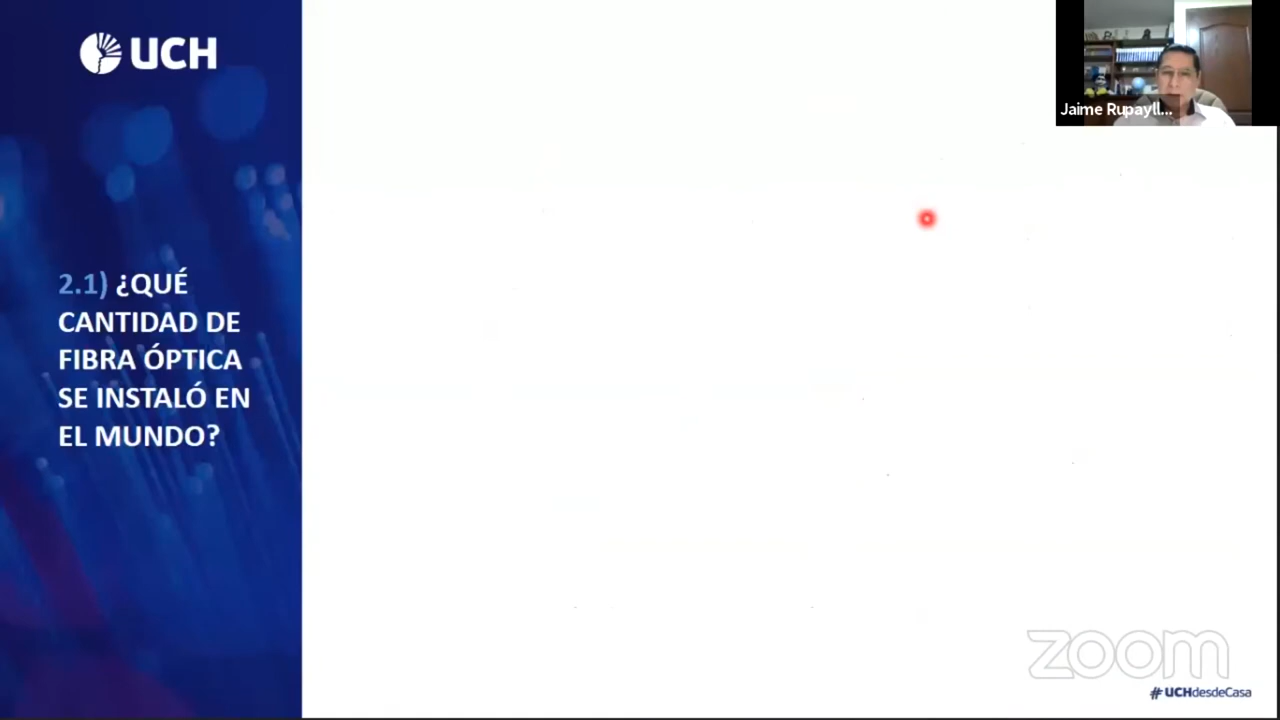 UCH
Jaime Rupayll...
2.1) ¿QUÉ
CANTIDAD DE
FIBRA ÓPTICA
SE INSTALÓ EN
EL MUNDO?
zoom
#UCHdesdeCasa